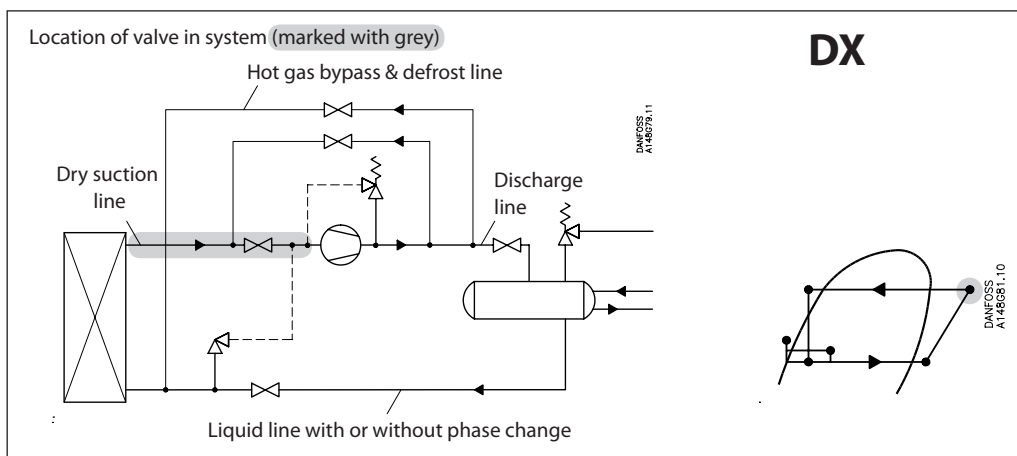 Location of valve in system (marked with grey)
DX
Hot gas bypass & defrost line
DANFOSS
A148G79.11
Dry suction
line
Discharge
line
DANFOSS
A148G81.10
:
.
Liquid line with or without phase change